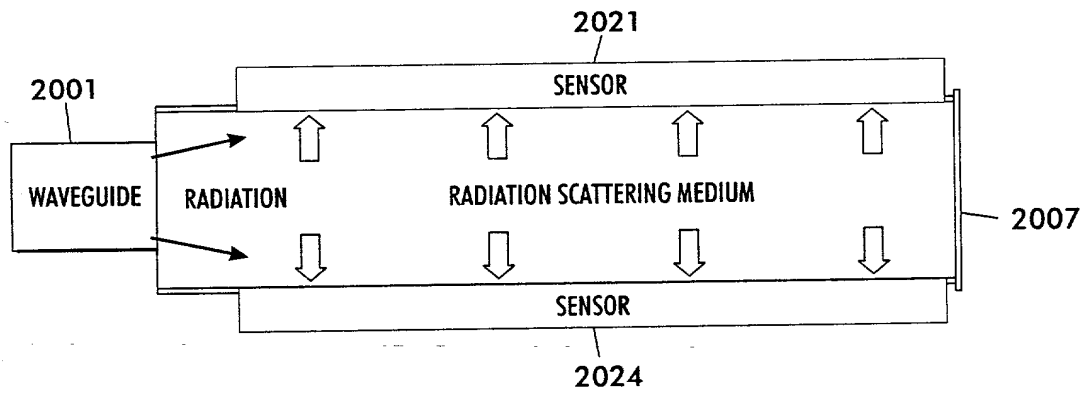 2021
SENSOR
2001
WAVEGUIDE
RADIATION
RADIATION SCATTERING MEDIUM
2007
SENSOR
2024